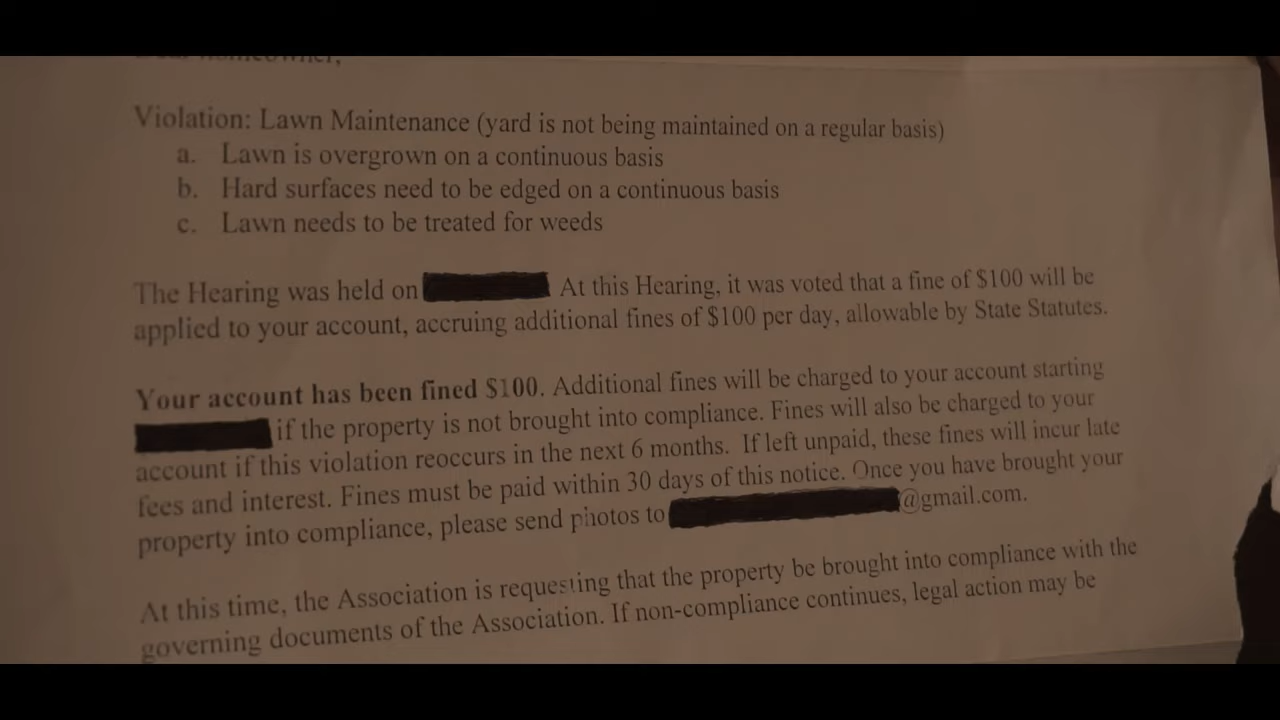 homeowner,
Violation: Lawn Maintenance (yard is not being maintained on a regular basis)
a. Lawn is overgrown on a continuous basis
b. Hard surfaces need to be edged on a continuous basis
c. Lawn needs to be treated for weeds
The Hearing was held on At this Hearing, it was voted that a fine of $100 will be
applied to your account, accruing additional fines of $100 per day, allowable by State Statutes.
Your account has been fined $100. Additional fines will be charged to your account starting
if the property is not brought into compliance. Fines will also be charged to your
account if this violation reoccurs in the next 6 months. If left unpaid, these fines will incur late
fees and interest. Fines must be paid within 30 days of this notice. Once you have brought your
property into compliance, please send photos to @gmail.com.
At this time, the Association is requesting that the property be brought into compliance with the
governing documents of the Association. If non-compliance continues, legal action may be